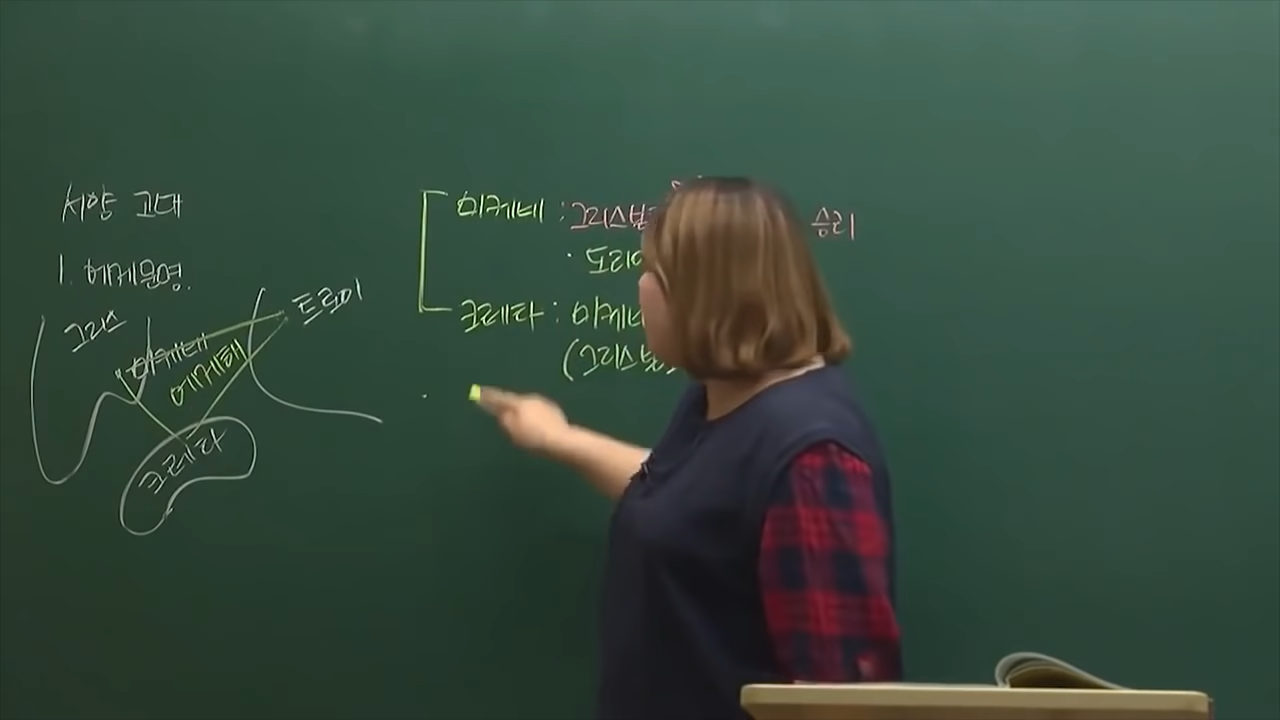 서양 고대
1. 에게문명.
그리스
트로이
미케네
에게해
크레타
미케네 : 그리스본 승리
· 도리아
크레타 : 미케네
(그리스본